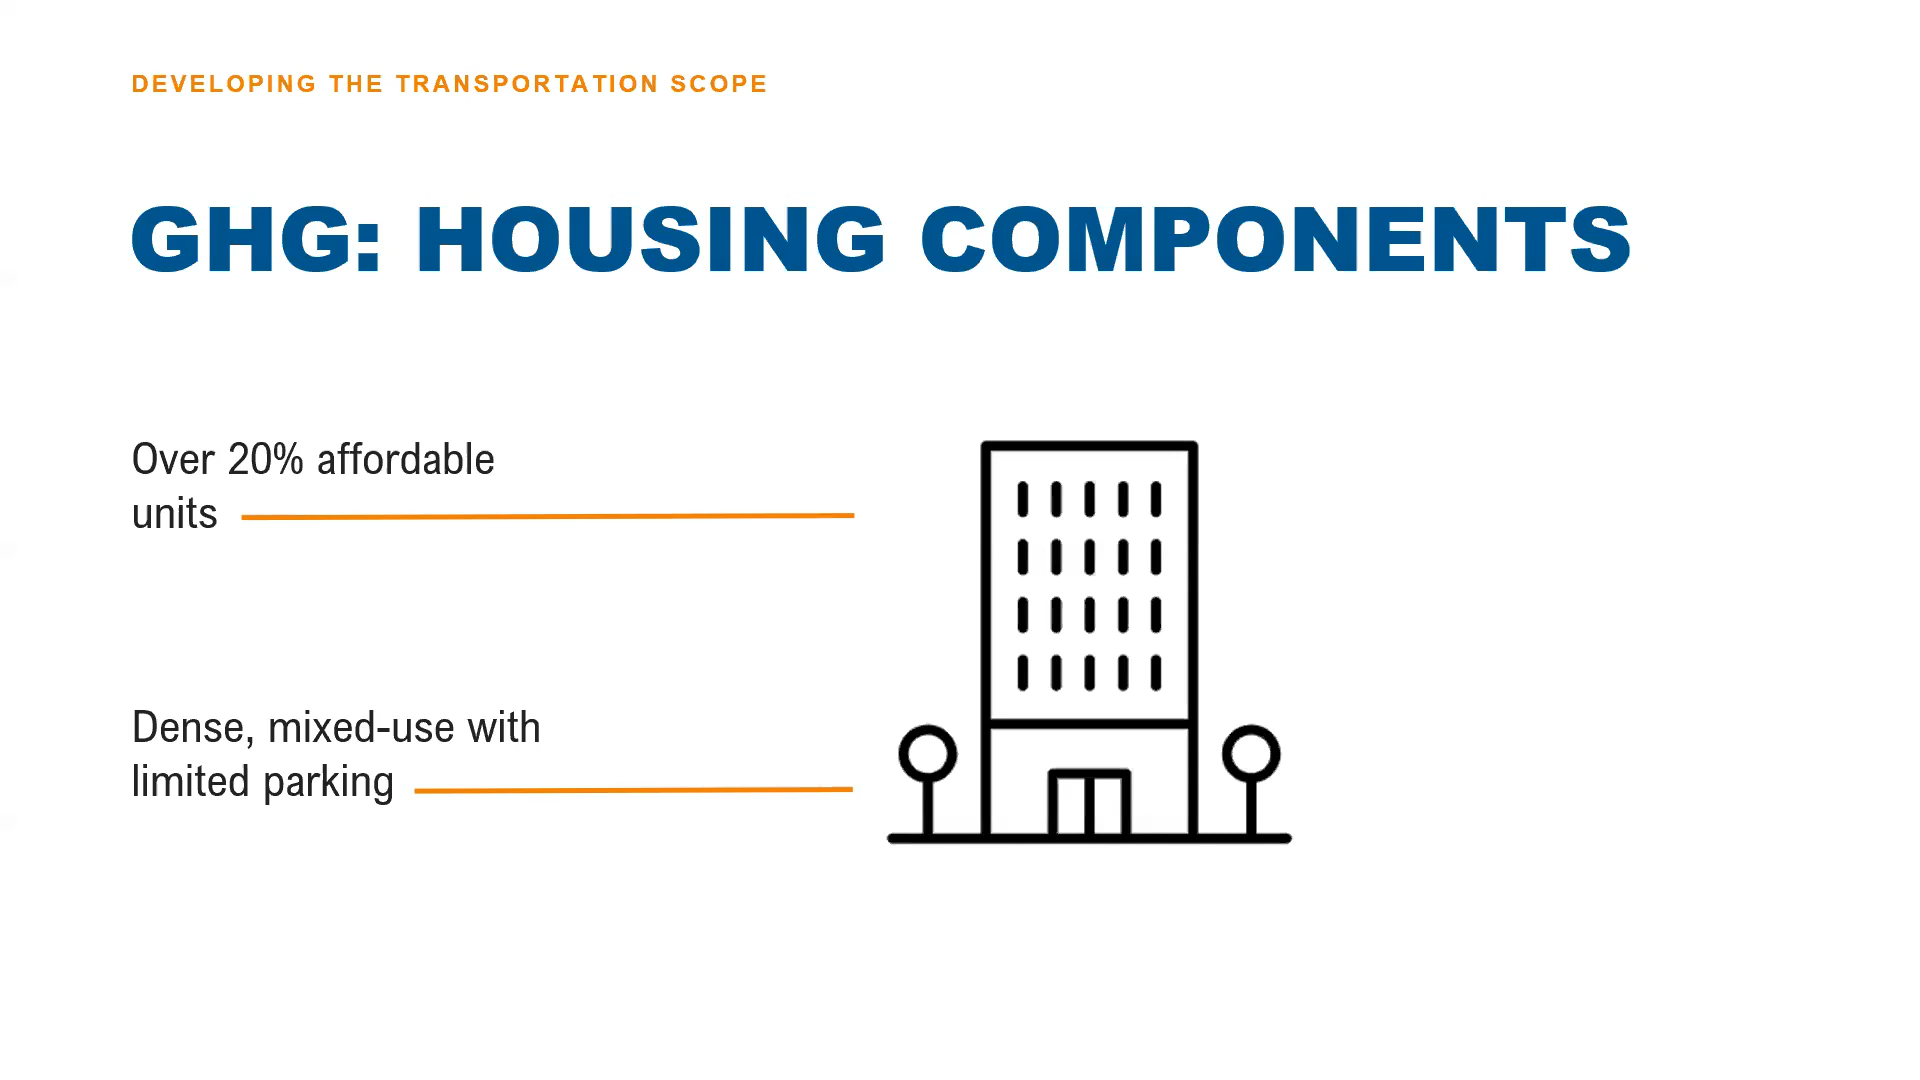 DEVELOPING THE TRANSPORTATION SCOPE
GHG: HOUSING COMPONENTS
Over 20% affordable
units
Dense, mixed-use with
limited parking